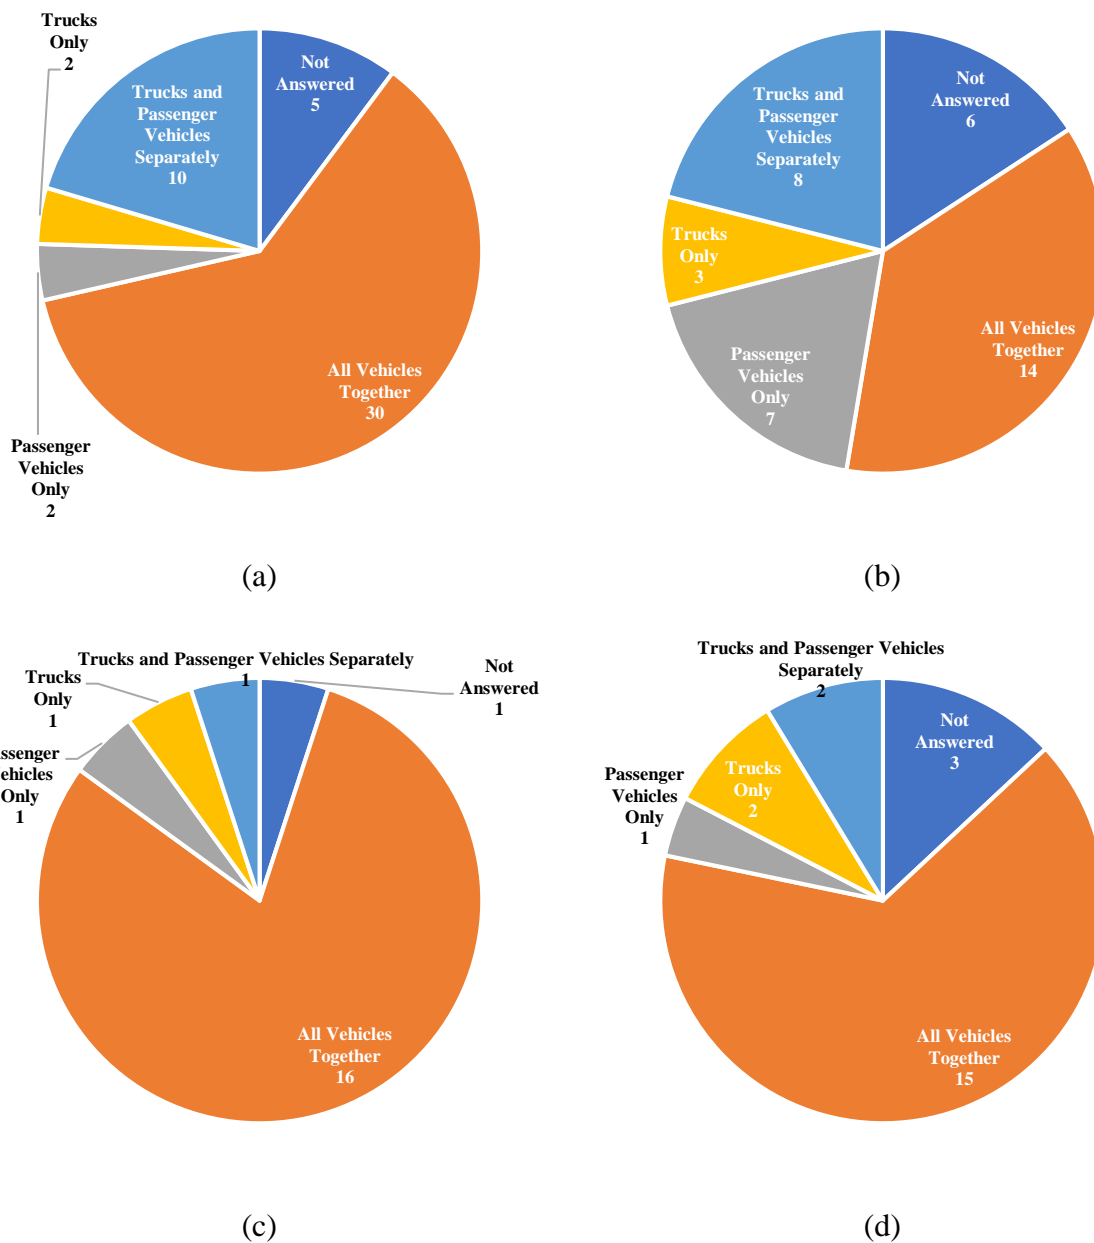 Trucks
Only
2
Trucks and
Passenger
Vehicles
Separately
10
Not
Answered
5
All Vehicles
Together
30
Passenger
Vehicles
Only
2
(a)
Trucks and
Passenger
Vehicles
Separately
8
Not
Answered
6
Trucks
Only
3
Passenger
Vehicles
Only
7
All Vehicles
Together
14
(b)
Trucks and Passenger Vehicles Separately
1
Not
Answered
1
Trucks
Only
1
ssenger
ehicles
Only
1
All Vehicles
Together
16
(c)
Trucks and Passenger Vehicles
Separately
2
Not
Answered
3
Trucks
Only
2
Passenger
Vehicles
Only
1
All Vehicles
Together
15
(d)